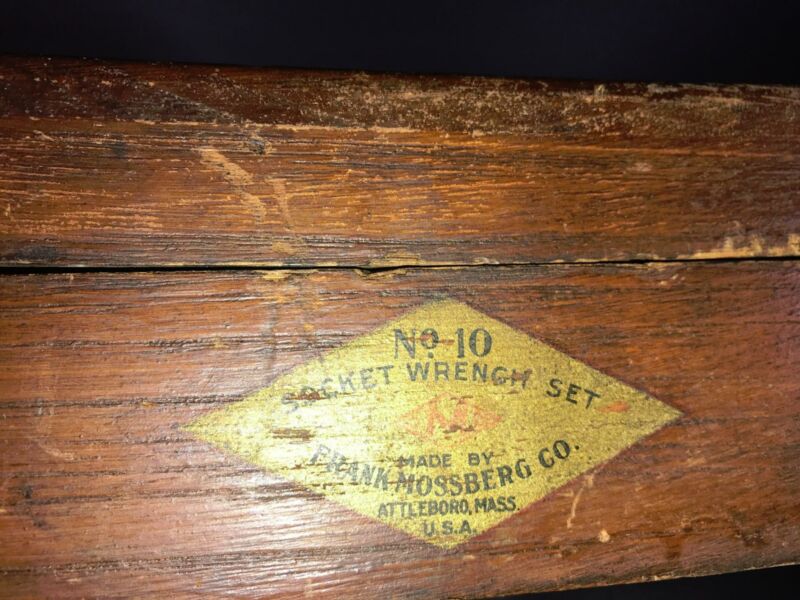 No 10
SOCKET WRENCH SET
M
MADE BY
FRANK MOSSBERG CO.
ATTLEBORO, MASS.
U.S.A.